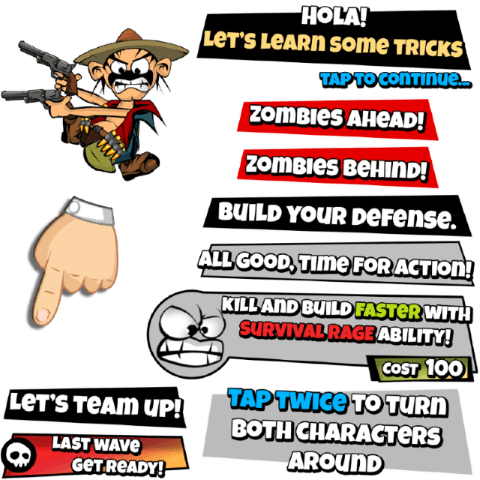 HOLA!
LET'S LEARN SOME TRICKS
TAP TO CONTINUE...
ZOMBIES AHEAD!
ZOMBIES BEHIND!
BUILD YOUR DEFENSE.
ALL GOOD, TIME FOR ACTION!
KILL AND BUILD FASTER WITH
SURVIVAL RAGE ABILITY!
COST 100
LET'S TEAM UP!
LAST WAVE
GET READY!
TAP TWICE TO TURN
BOTH CHARACTERS
AROUND